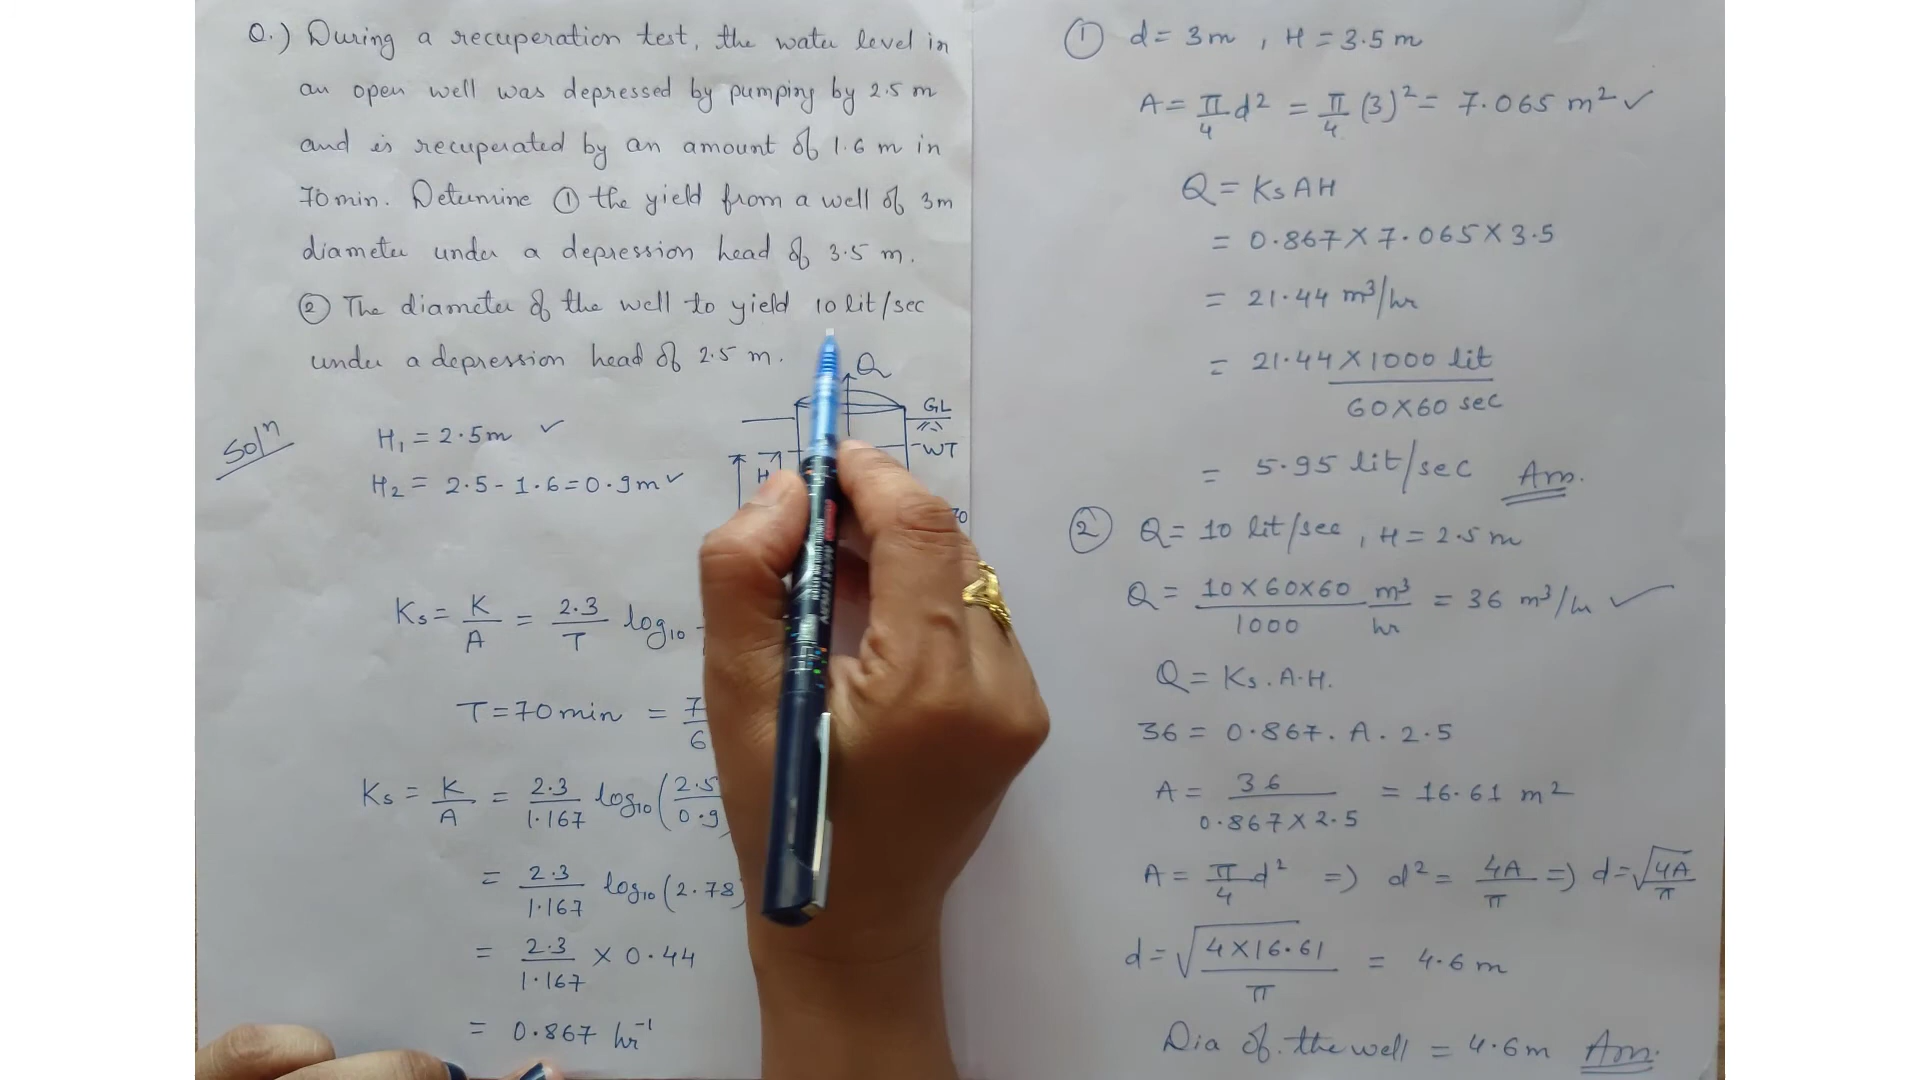 Q.) During a recuperation test, the water level in
an open well was depressed by pumping by 2.5 m
and is recuperated by an amount of 1.6 m in
70 min. Determine ① the yield from a well of 3m
diameter under a depression head of 3.5 m.
② The diameter of the well to yield 10 lit/sec
under a depression head of 2.5 m.
Q
GL
WT
H
70
Solⁿ
H₁ = 2.5m ✓
H₂ = 2.5 - 1.6 = 0.9m ✓
Ks = K/A = 2.3/T log₁₀
T = 70 min = 7 / 6
Ks = K/A = 2.3/1.167 log₁₀ (2.5/0.9
= 2.3/1.167 log₁₀ (2.78)
= 2.3/1.167 × 0.44
= 0.867 hr⁻¹
① d = 3m , H = 3.5 m
A = π/4 d² = π/4 (3)² = 7.065 m² ✓
Q = Ks AH
= 0.867 × 7.065 × 3.5
= 21.44 m³/hr
= 21.44 × 1000 lit / 60×60 sec
= 5.95 lit/sec Ans.
② Q = 10 lit/sec , H = 2.5 m
Q = 10×60×60/1000 m³/hr = 36 m³/hr ✓
Q = Ks . A.H.
36 = 0.867 . A . 2.5
A = 36 / 0.867 × 2.5 = 16.61 m²
A = π/4 d² => d² = 4A/π => d = √4A/π
d = √4×16.61/π = 4.6 m
Dia of. the well = 4.6m Ans.